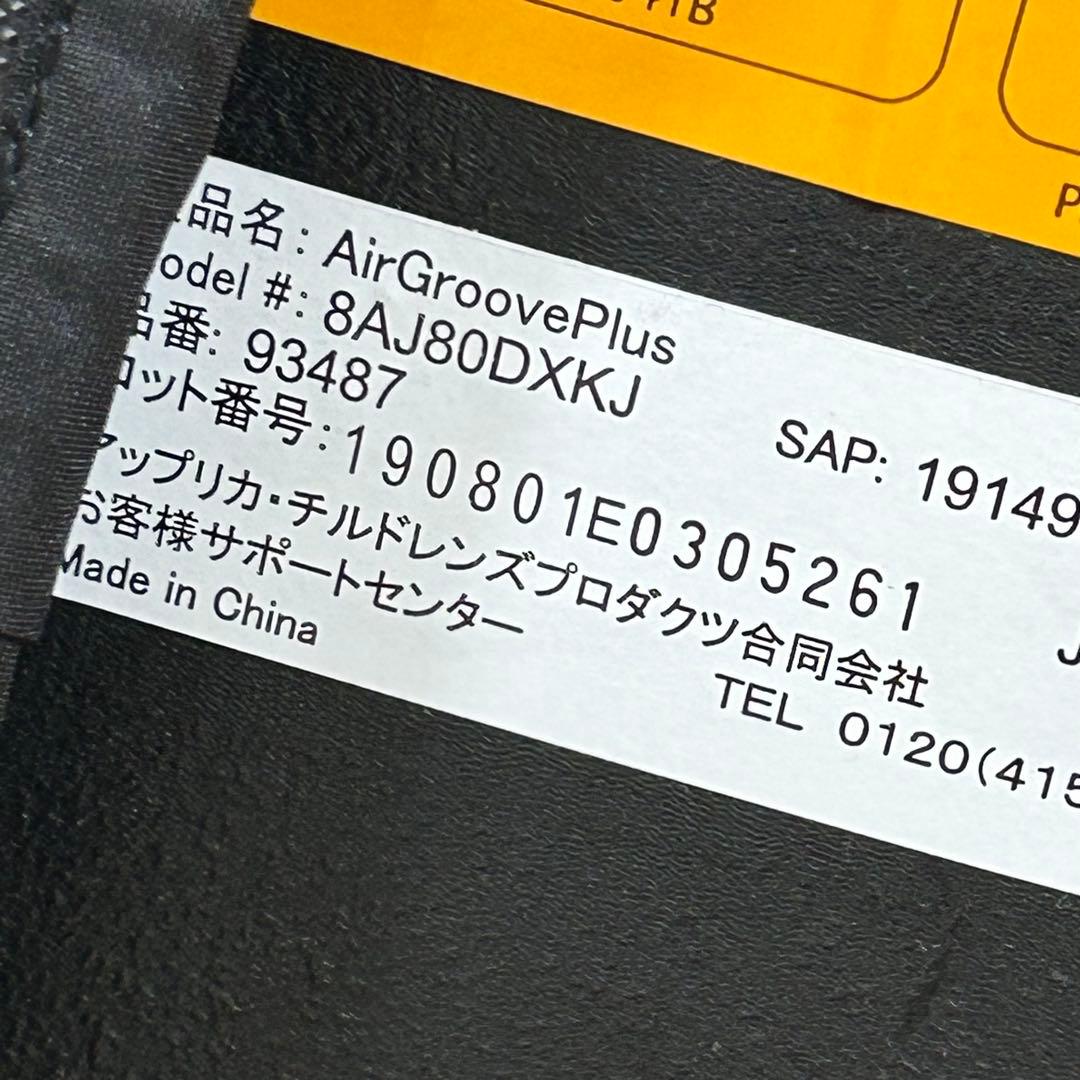 品名: AirGroovePlus
odel #: 8AJ80DXKJ
品番: 93487 SAP: 19149
ロット番号: 190801E0305261 J
アップリカ・チルドレンズプロダクツ合同会社
お客様サポートセンター TEL 0120(415
Made in China